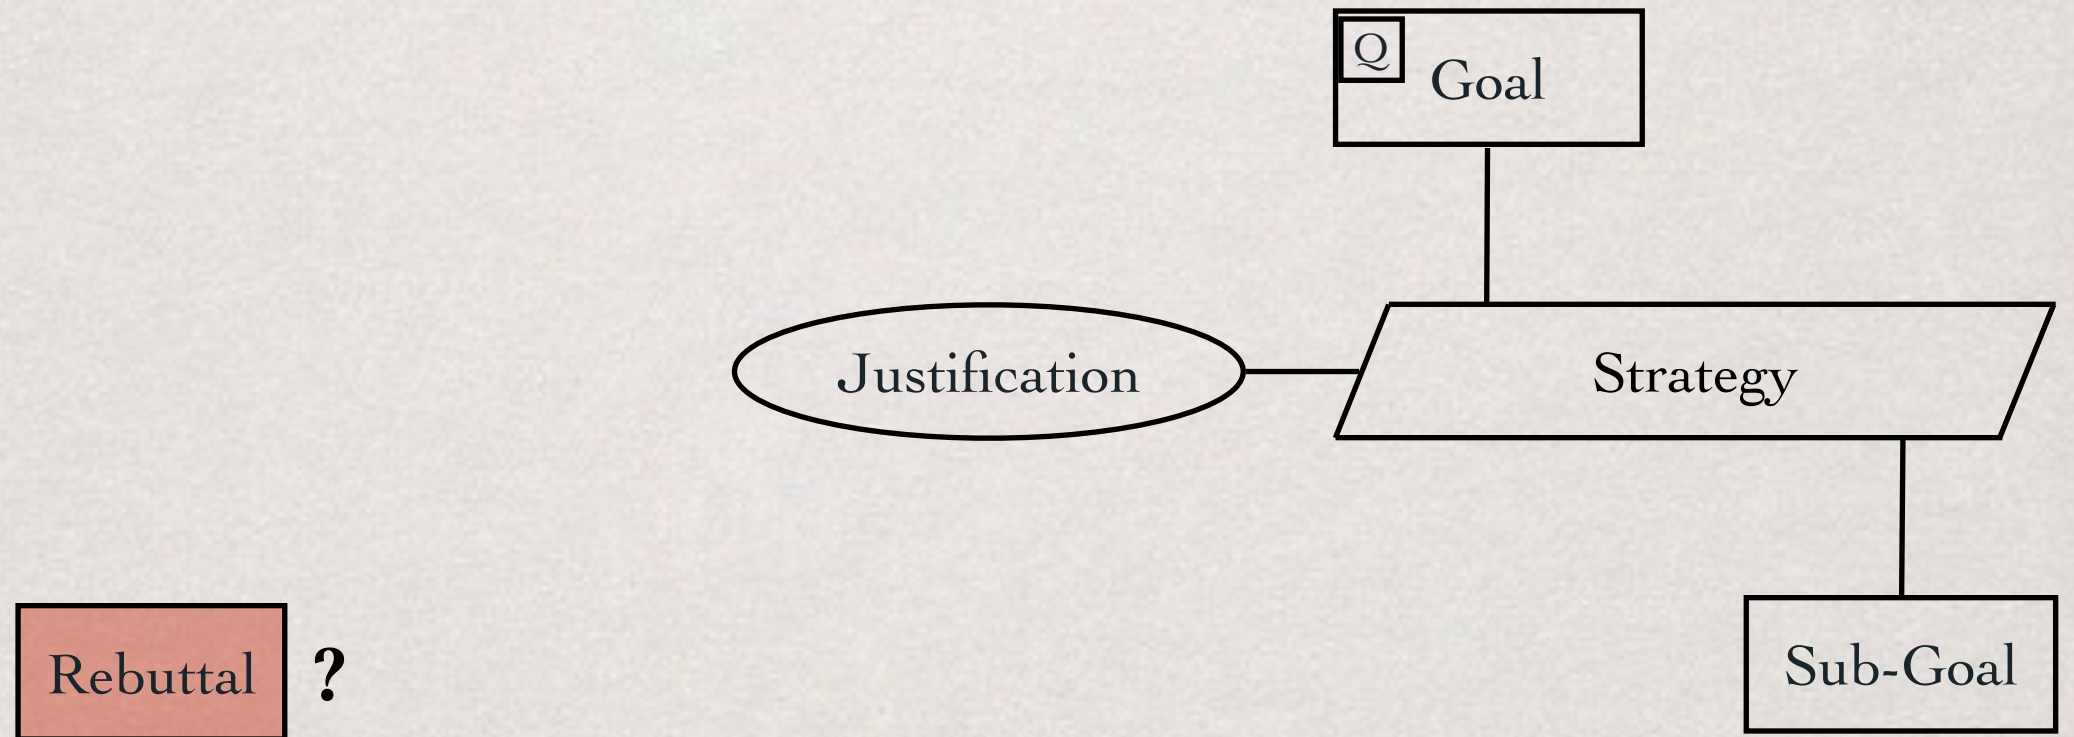 Q
Goal
Justification
Strategy
Rebuttal ?
Sub-Goal